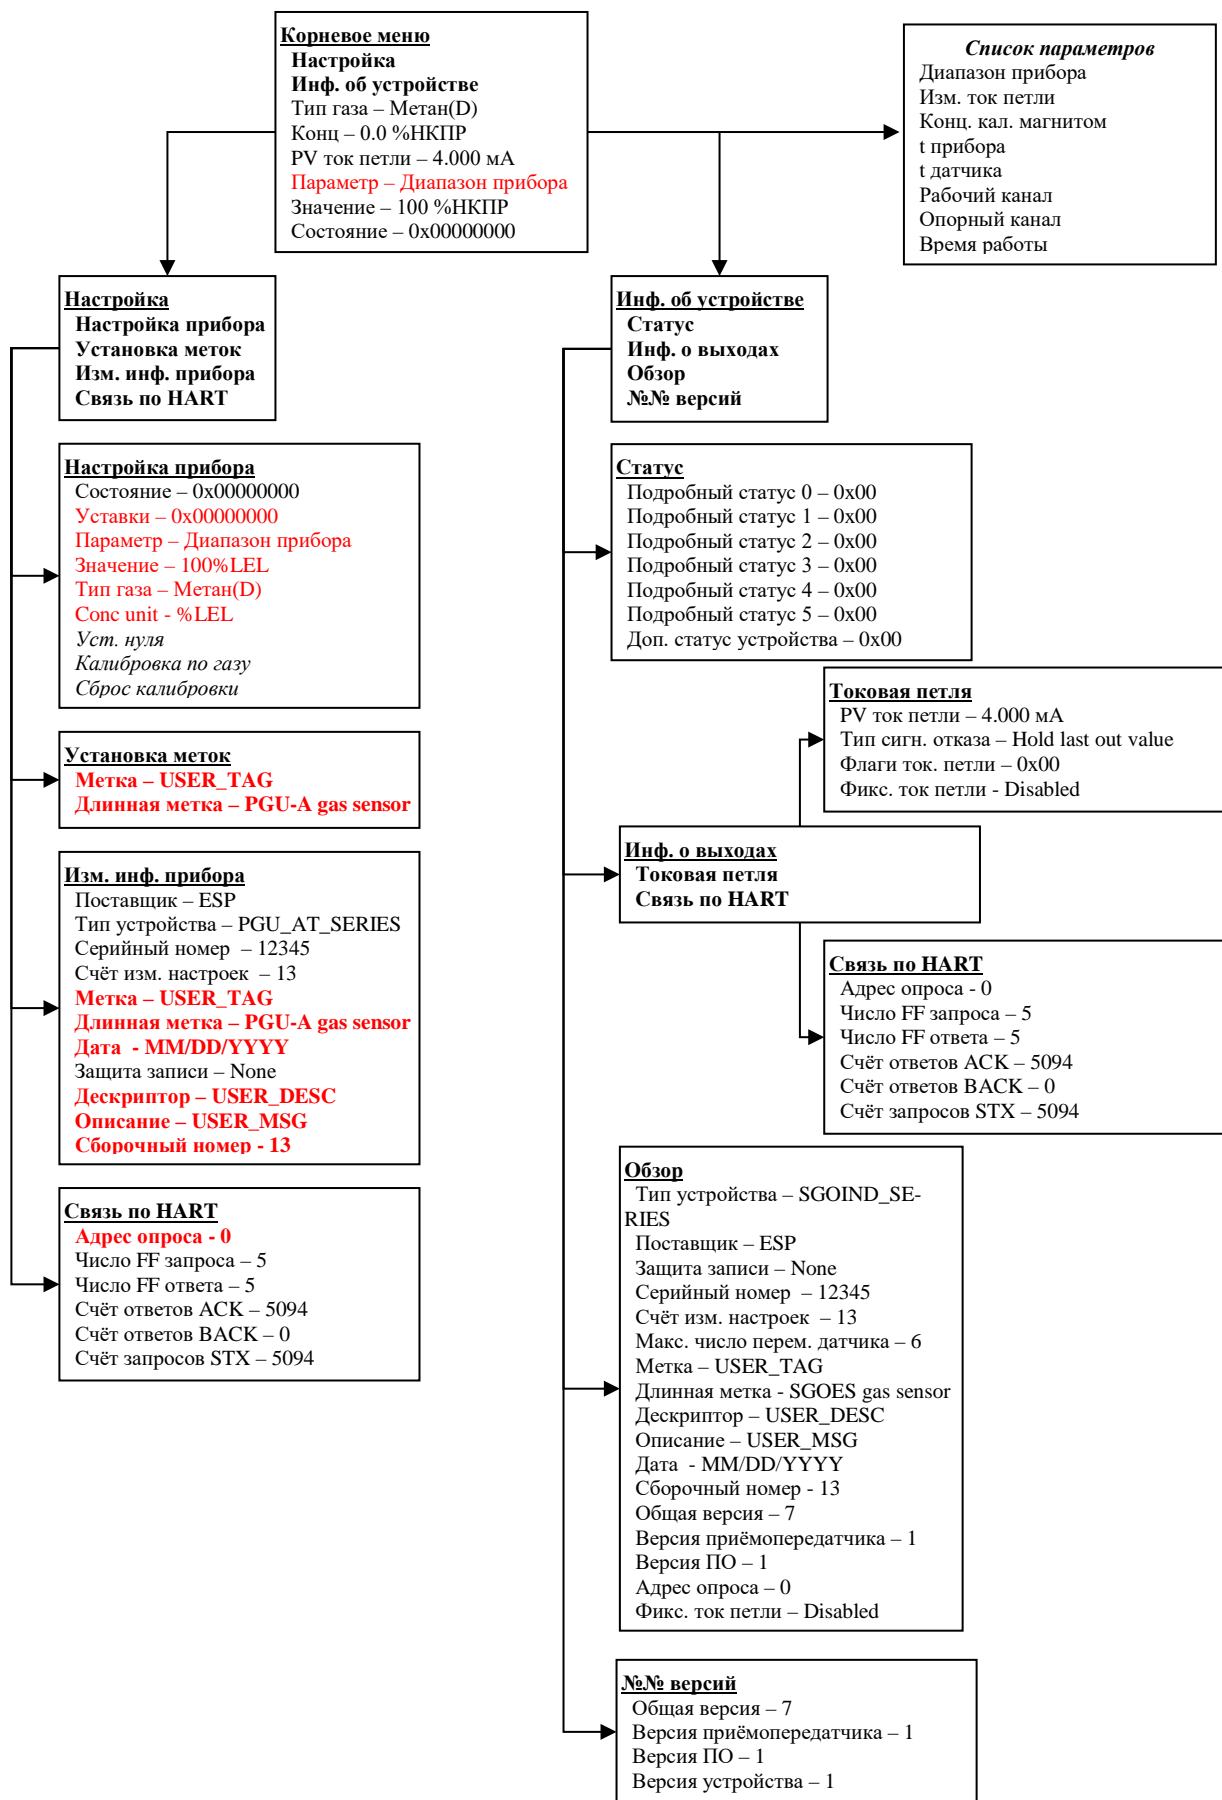 Корневое меню
Настройка
Инф. об устройстве
Тип газа – Метан(D)
Конц – 0.0 %НКПР
PV ток петли – 4.000 мА
Параметр – Диапазон прибора
Значение – 100 %НКПР
Состояние – 0x00000000
Список параметров
Диапазон прибора
Изм. ток петли
Конц. кал. магнитом
t прибора
t датчика
Рабочий канал
Опорный канал
Время работы
Настройка
Настройка прибора
Установка меток
Изм. инф. прибора
Связь по HART
Инф. об устройстве
Статус
Инф. о выходах
Обзор
№№ версий
Настройка прибора
Состояние – 0x00000000
Уставки – 0x00000000
Параметр – Диапазон прибора
Значение – 100%LEL
Тип газа – Метан(D)
Conc unit - %LEL
Уст. нуля
Калибровка по газу
Сброс калибровки
Статус
Подробный статус 0 – 0x00
Подробный статус 1 – 0x00
Подробный статус 2 – 0x00
Подробный статус 3 – 0x00
Подробный статус 4 – 0x00
Подробный статус 5 – 0x00
Доп. статус устройства – 0x00
Токовая петля
PV ток петли – 4.000 мА
Тип сигн. отказа – Hold last out value
Флаги ток. петли – 0x00
Фикс. ток петли - Disabled
Установка меток
Метка – USER_TAG
Длинная метка – PGU-A gas sensor
Инф. о выходах
Токовая петля
Связь по HART
Изм. инф. прибора
Поставщик – ESP
Тип устройства – PGU_AT_SERIES
Серийный номер – 12345
Счёт изм. настроек – 13
Метка – USER_TAG
Длинная метка – PGU-A gas sensor
Дата - MM/DD/YYYY
Защита записи – None
Дескриптор – USER_DESC
Описание – USER_MSG
Сборочный номер - 13
Связь по HART
Адрес опроса - 0
Число FF запроса – 5
Число FF ответа – 5
Счёт ответов ACK – 5094
Счёт ответов BACK – 0
Счёт запросов STX – 5094
Связь по HART
Адрес опроса - 0
Число FF запроса – 5
Число FF ответа – 5
Счёт ответов ACK – 5094
Счёт ответов BACK – 0
Счёт запросов STX – 5094
Обзор
Тип устройства – SGOIND_SE-
RIES
Поставщик – ESP
Защита записи – None
Серийный номер – 12345
Счёт изм. настроек – 13
Макс. число перем. датчика – 6
Метка – USER_TAG
Длинная метка - SGOES gas sensor
Дескриптор – USER_DESC
Описание – USER_MSG
Дата - MM/DD/YYYY
Сборочный номер - 13
Общая версия – 7
Версия приёмопередатчика – 1
Версия ПО – 1
Адрес опроса – 0
Фикс. ток петли – Disabled
№№ версий
Общая версия – 7
Версия приёмопередатчика – 1
Версия ПО – 1
Версия устройства – 1